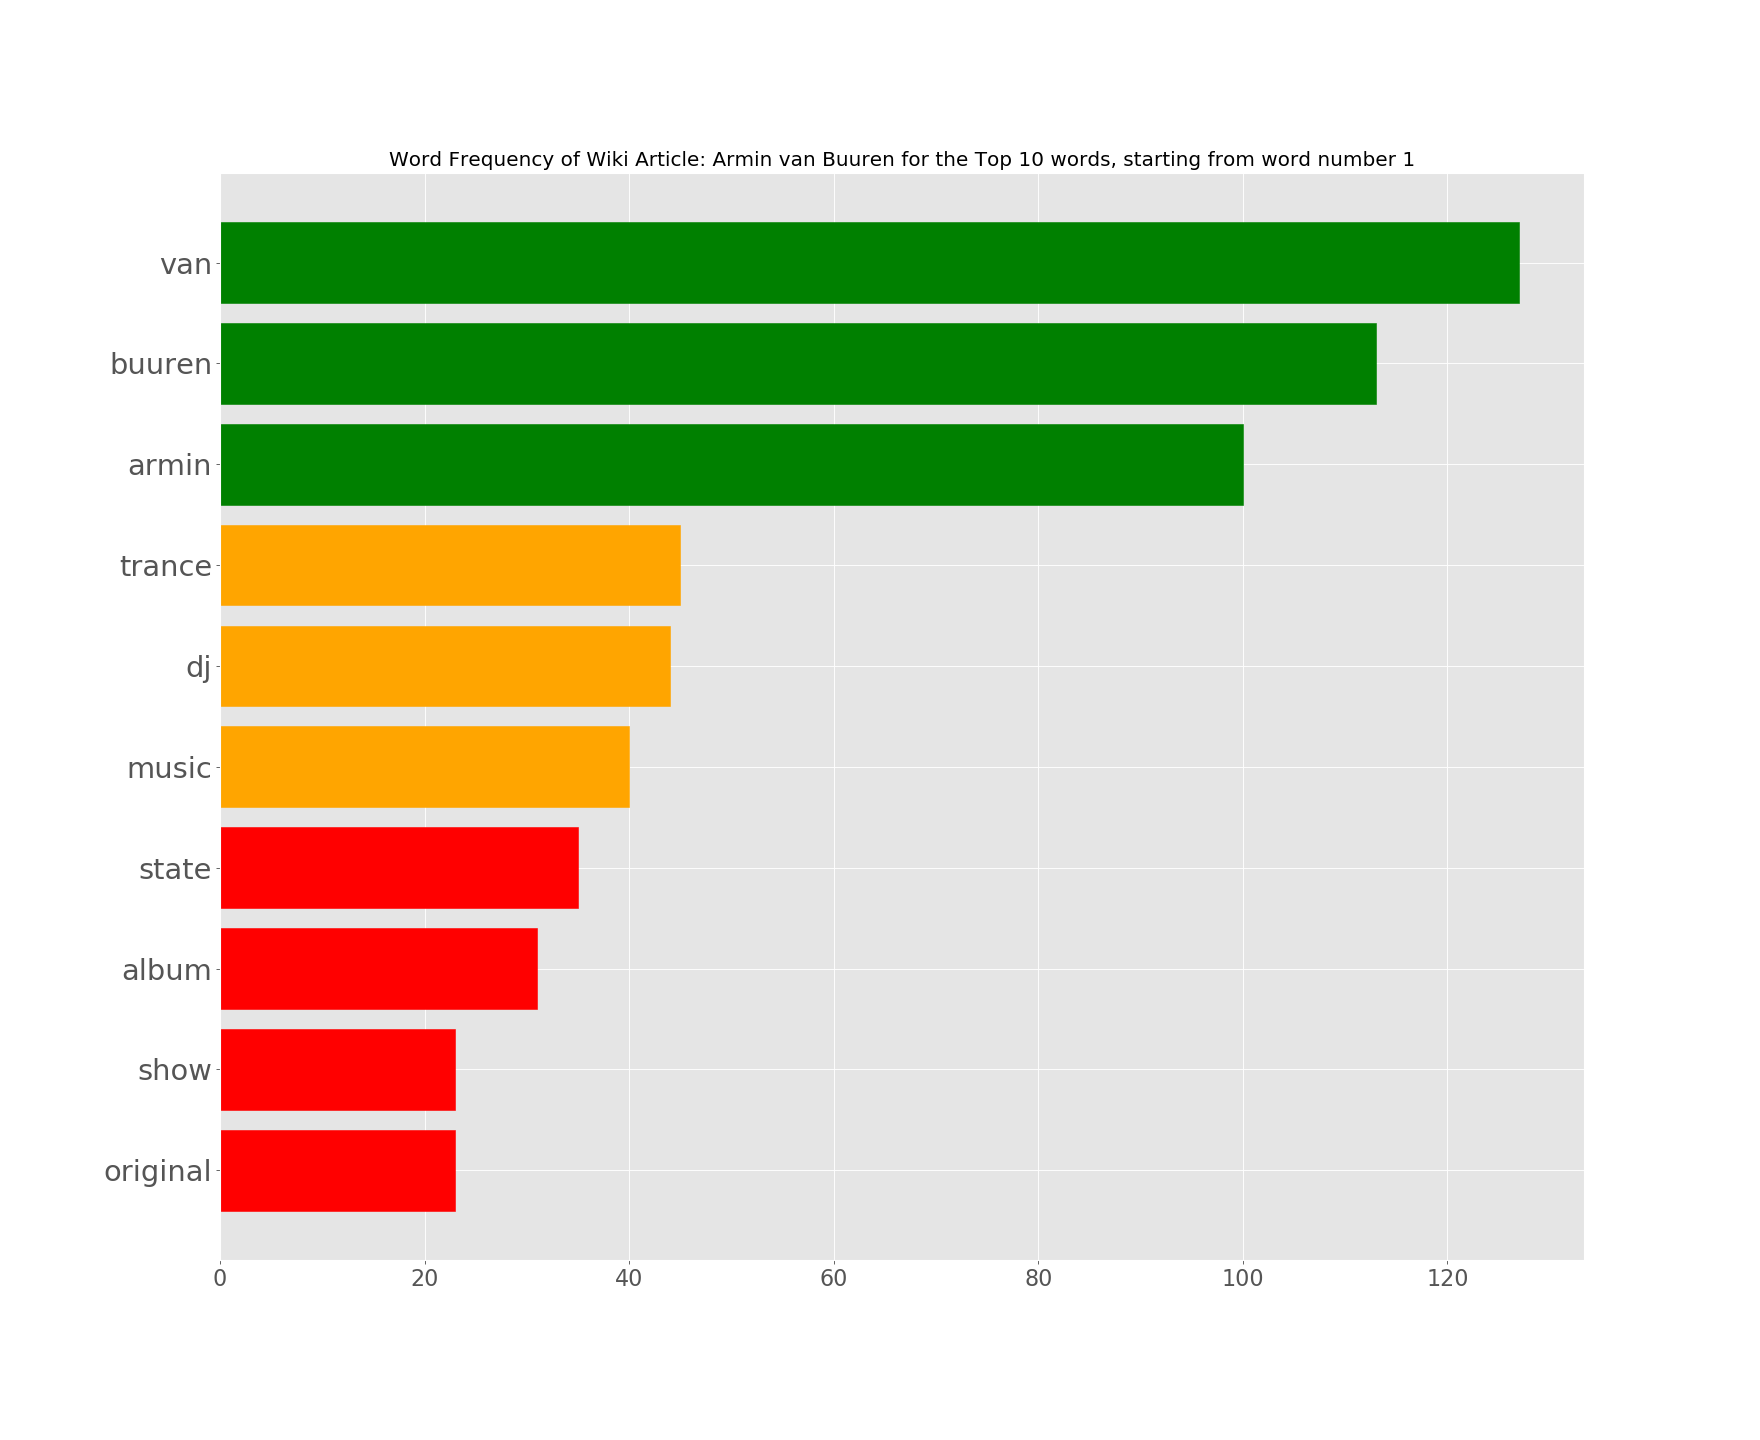 Word Frequency of Wiki Article: Armin van Buuren for the Top 10 words, starting from word number 1
van
buuren
armin
trance
dj
music
state
album
show
original
0 20 40 60 80 100 120